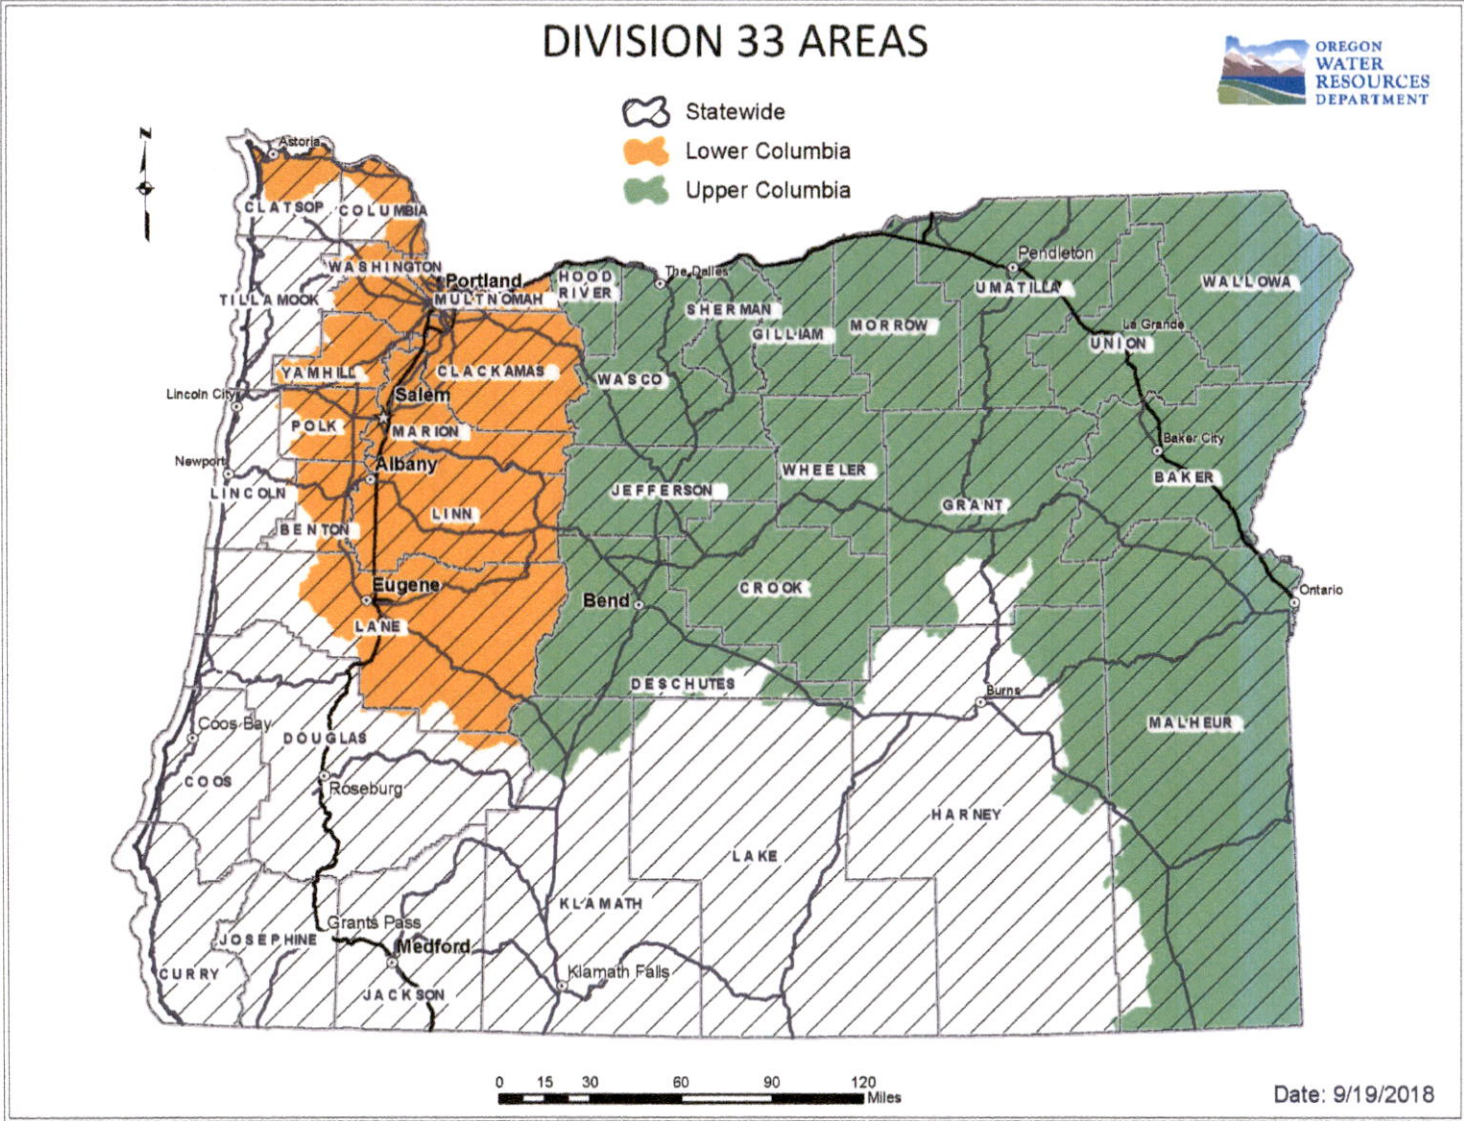 DIVISION 33 AREAS
OREGON
WATER
RESOURCES
DEPARTMENT
Statewide
Lower Columbia
Upper Columbia
N
Astoria
CLATSOP
COLUMBIA
WASHINGTON
Portland
MULTNOMAH
HOOD
RIVER
The Dalles
Pendleton
UMATILLA
WALLOWA
TILLAMOOK
SHERMAN
GILLIAM
MORROW
La Grande
UNION
YAMHILL
CLACKAMAS
WASCO
Lincoln City
Salem
POLK
MARION
Baker City
Newport
Albany
WHEELER
BAKER
LINCOLN
JEFFERSON
GRANT
BENTON
LINN
Eugene
Bend
CROOK
Ontario
LANE
DESCHUTES
Burns
Coos Bay
DOUGLAS
MALHEUR
COOS
Roseburg
HARNEY
LAKE
KLAMATH
Grants Pass
JOSEPHINE
Medford
CURRY
Klamath Falls
JACKSON
0 15 30 60 90 120
Miles
Date: 9/19/2018